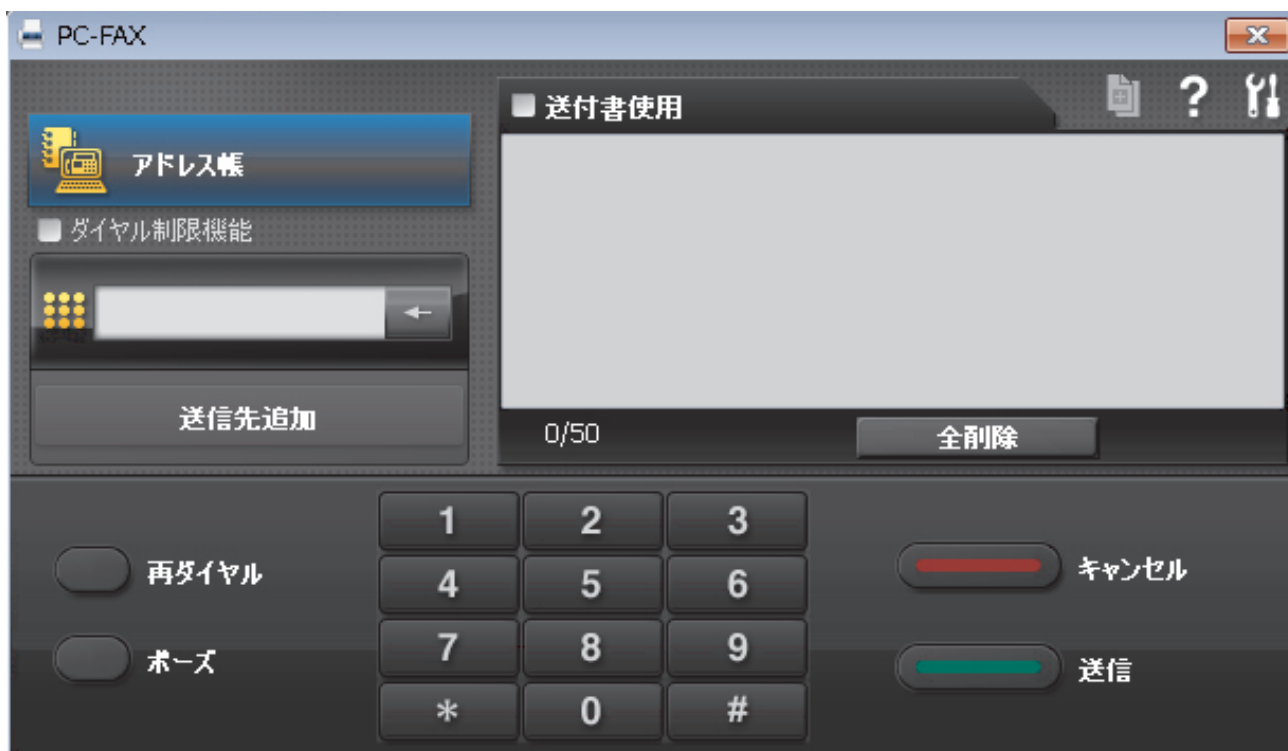 PC-FAX
アドレス帳
ダイヤル制限機能
送信先追加
送付書使用
?
0/50
全削除
再ダイヤル
ポーズ
1 2 3
4 5 6
7 8 9
* 0 #
キャンセル
送信